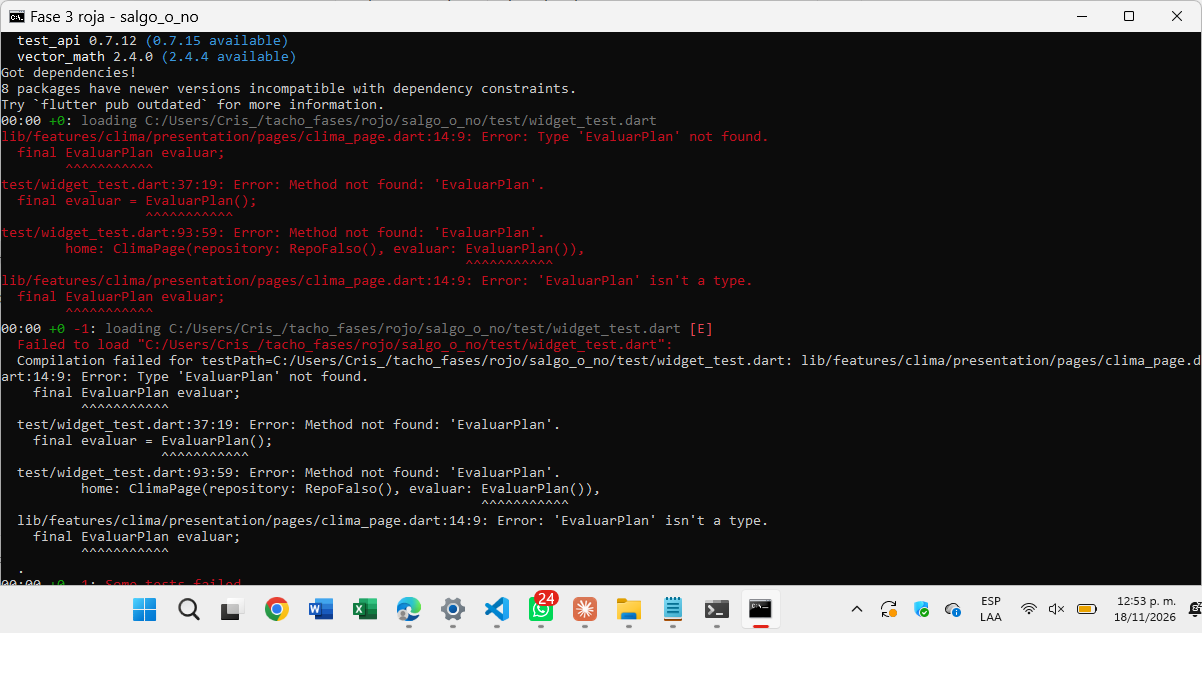 Fase 3 roja - salgo_o_no
test_api 0.7.12 (0.7.15 available)
vector_math 2.4.0 (2.4.4 available)
Got dependencies!
8 packages have newer versions incompatible with dependency constraints.
Try `flutter pub outdated` for more information.
00:00 +0: loading C:/Users/Cris_/tacho_fases/rojo/salgo_o_no/test/widget_test.dart
lib/features/clima/presentation/pages/clima_page.dart:14:9: Error: Type 'EvaluarPlan' not found.
final EvaluarPlan evaluar;
^^^^^^^^^^^
test/widget_test.dart:37:19: Error: Method not found: 'EvaluarPlan'.
final evaluar = EvaluarPlan();
^^^^^^^^^^^
test/widget_test.dart:93:59: Error: Method not found: 'EvaluarPlan'.
home: ClimaPage(repository: RepoFalso(), evaluar: EvaluarPlan()),
^^^^^^^^^^^
lib/features/clima/presentation/pages/clima_page.dart:14:9: Error: 'EvaluarPlan' isn't a type.
final EvaluarPlan evaluar;
^^^^^^^^^^^
00:00 +0 -1: loading C:/Users/Cris_/tacho_fases/rojo/salgo_o_no/test/widget_test.dart [E]
Failed to load "C:/Users/Cris_/tacho_fases/rojo/salgo_o_no/test/widget_test.dart":
Compilation failed for testPath=C:/Users/Cris_/tacho_fases/rojo/salgo_o_no/test/widget_test.dart: lib/features/clima/presentation/pages/clima_page.d
art:14:9: Error: Type 'EvaluarPlan' not found.
final EvaluarPlan evaluar;
^^^^^^^^^^^
test/widget_test.dart:37:19: Error: Method not found: 'EvaluarPlan'.
final evaluar = EvaluarPlan();
^^^^^^^^^^^
test/widget_test.dart:93:59: Error: Method not found: 'EvaluarPlan'.
home: ClimaPage(repository: RepoFalso(), evaluar: EvaluarPlan()),
^^^^^^^^^^^
lib/features/clima/presentation/pages/clima_page.dart:14:9: Error: 'EvaluarPlan' isn't a type.
final EvaluarPlan evaluar;
^^^^^^^^^^^
.
00:00 +0 -1: Some tests failed.
24
ESP
LAA
12:53 p. m.
18/11/2026